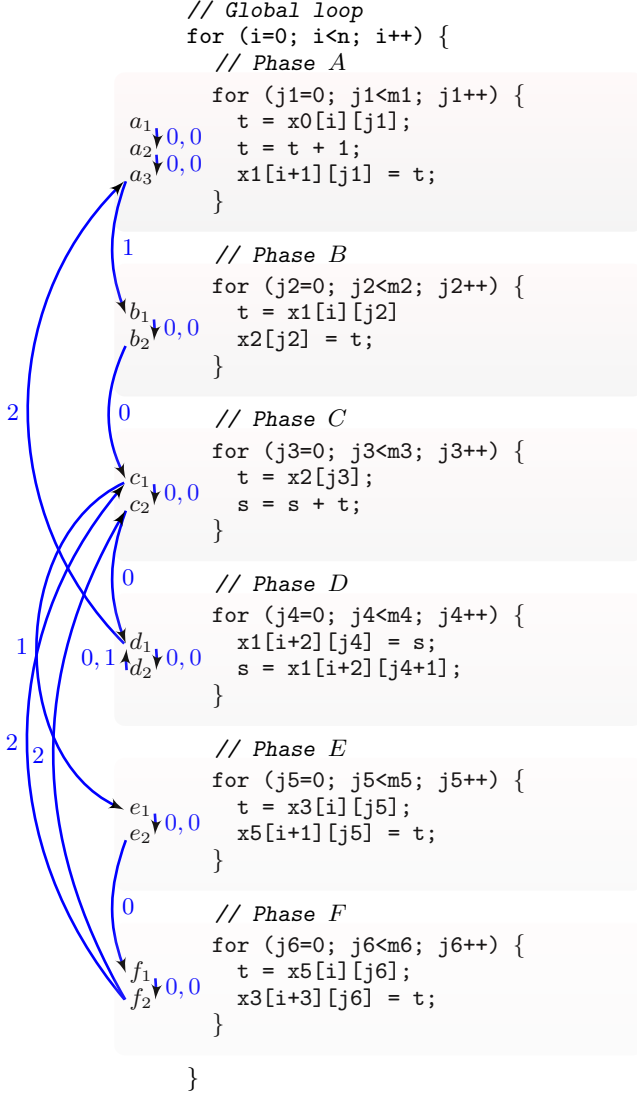 // Global loop
for (i=0; i<n; i++) {
// Phase A
for (j1=0; j1<m1; j1++) {
a₁ t = x0[i][j1];
0,0
a₂ t = t + 1;
0,0
a₃ x1[i+1][j1] = t;
}
1
// Phase B
for (j2=0; j2<m2; j2++) {
b₁ t = x1[i][j2]
0,0
b₂ x2[j2] = t;
}
2 0
// Phase C
for (j3=0; j3<m3; j3++) {
c₁ t = x2[j3];
0,0
c₂ s = s + t;
}
0
// Phase D
for (j4=0; j4<m4; j4++) {
d₁ x1[i+2][j4] = s;
1 0,1 0,0
d₂ s = x1[i+2][j4+1];
}
2 2
// Phase E
for (j5=0; j5<m5; j5++) {
e₁ t = x3[i][j5];
0,0
e₂ x5[i+1][j5] = t;
}
0
// Phase F
for (j6=0; j6<m6; j6++) {
f₁ t = x5[i][j6];
0,0
f₂ x3[i+3][j6] = t;
}
}